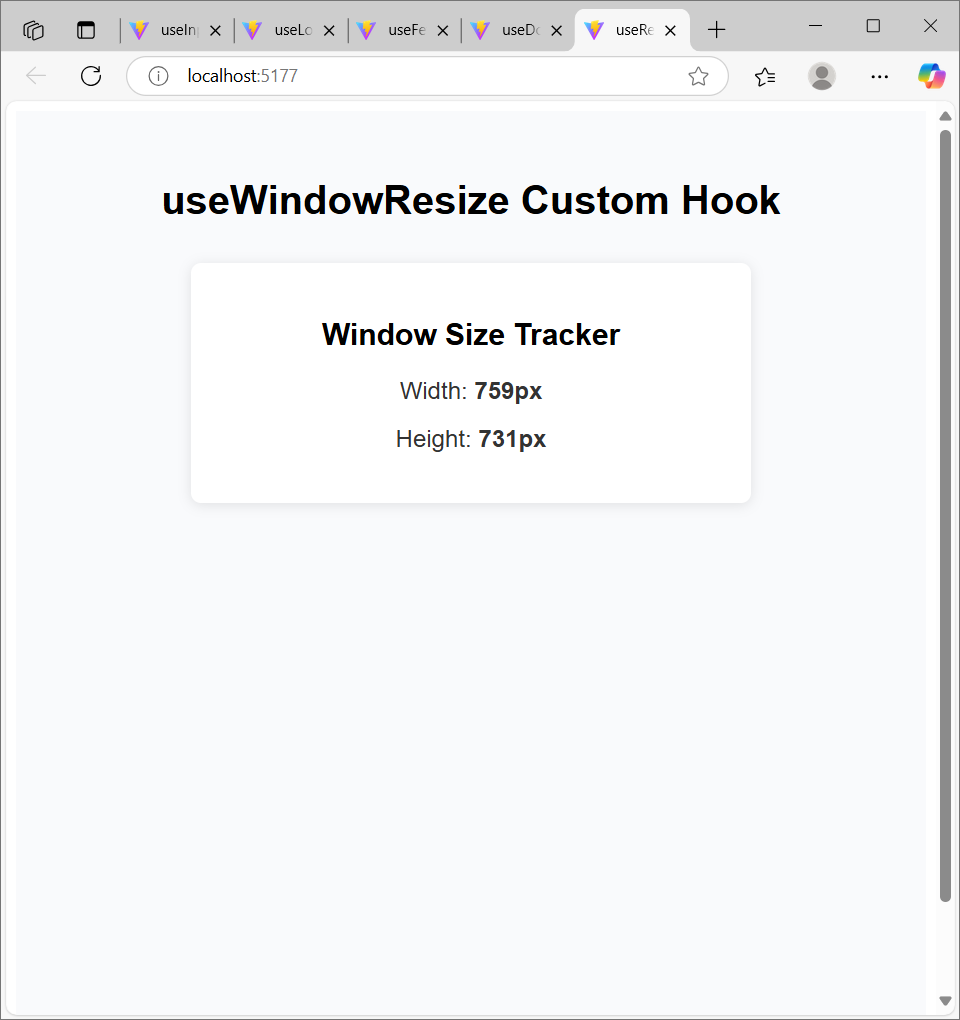 useIn
useLo
useFe
useDo
useRe
localhost:5177
useWindowResize Custom Hook
Window Size Tracker
Width: 759px
Height: 731px